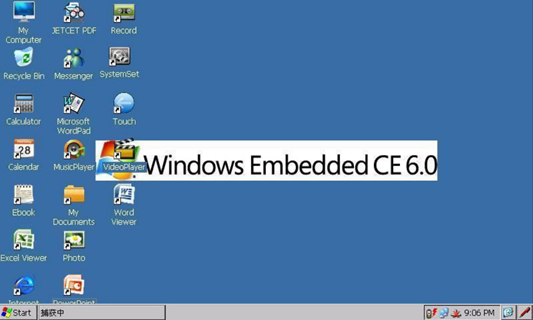 My
Computer
JETCET PDF
Record
Recycle Bin
Messenger
SystemSet
Calculator
Microsoft
WordPad
Touch
28
Calendar
MusicPlayer
VideoPlayer
Windows Embedded CE 6.0
Ebook
My
Documents
Word
Viewer
Excel Viewer
Photo
Internet
PowerPoint
Start
捕获中
9:06 PM